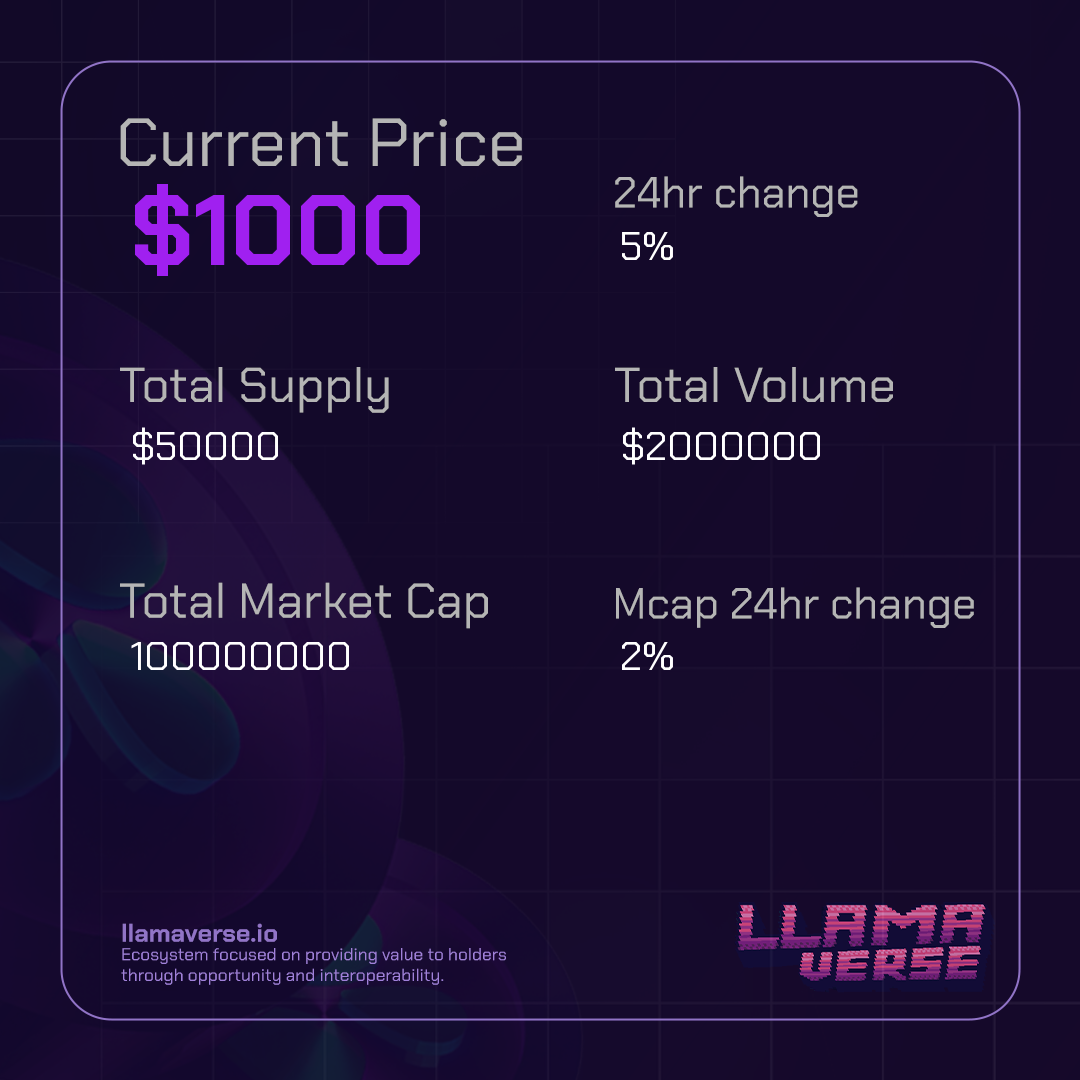 Current Price
$1000
24hr change
5%
Total Supply
$50000
Total Volume
$2000000
Total Market Cap
100000000
Mcap 24hr change
2%
llamaverse.io
Ecosystem focused on providing value to holders
through opportunity and interoperability.
LLAMA
VERSE